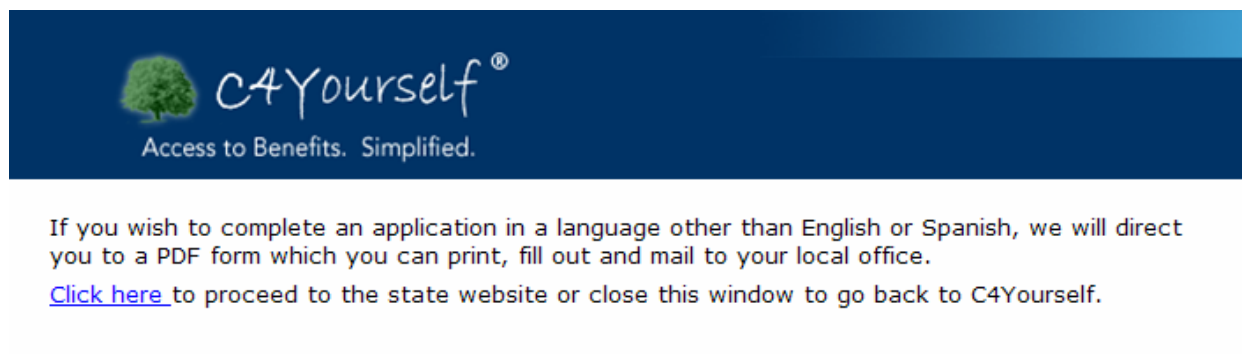 C4Yourself®
Access to Benefits. Simplified.
If you wish to complete an application in a language other than English or Spanish, we will direct
you to a PDF form which you can print, fill out and mail to your local office.
Click here to proceed to the state website or close this window to go back to C4Yourself.